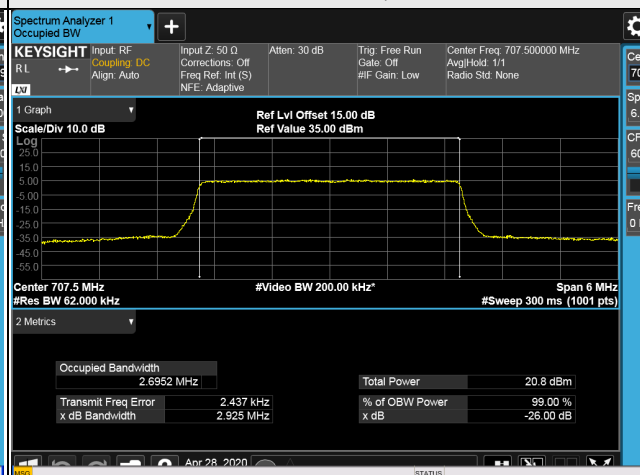 Spectrum Analyzer 1
Occupied BW
KEYSIGHT
R L
LXI
Input: RF
Coupling: DC
Align: Auto
Input Z: 50 Ω
Corrections: Off
Freq Ref: Int (S)
NFE: Adaptive
Atten: 30 dB
Trig: Free Run
Gate: Off
#IF Gain: Low
Center Freq: 707.500000 MHz
Avg|Hold: 1/1
Radio Std: None
1 Graph
Scale/Div 10.0 dB
Ref Lvl Offset 15.00 dB
Ref Value 35.00 dBm
Log
25.0
15.0
5.00
-5.00
-15.0
-25.0
-35.0
-45.0
-55.0
Center 707.5 MHz
#Res BW 62.000 kHz
#Video BW 200.00 kHz*
Span 6 MHz
#Sweep 300 ms (1001 pts)
2 Metrics
Occupied Bandwidth
2.6952 MHz
Transmit Freq Error 2.437 kHz
x dB Bandwidth 2.925 MHz
Total Power 20.8 dBm
% of OBW Power 99.00 %
x dB -26.00 dB
Apr 28, 2020
MSG
STATUS